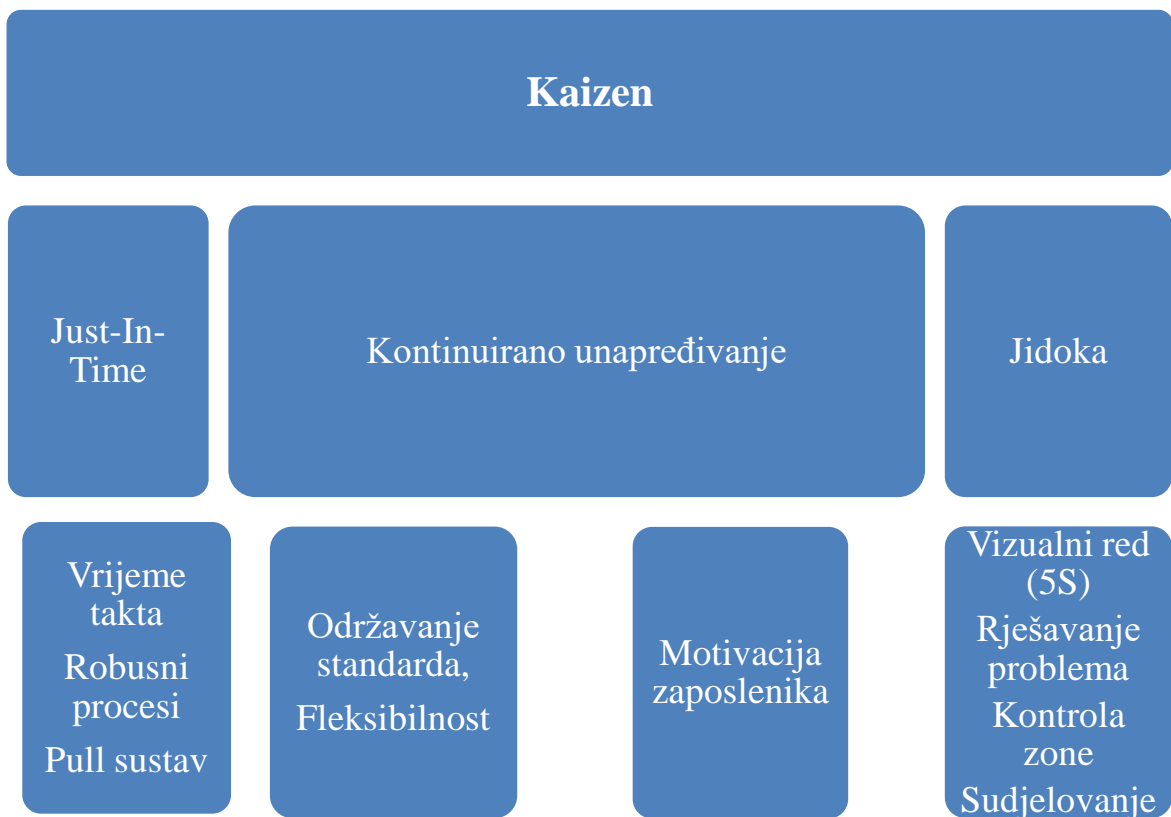 Kaizen
Just-In-
Time
Kontinuirano unapređivanje
Jidoka
Vrijeme
takta
Robusni
procesi
Pull sustav
Održavanje
standarda,
Fleksibilnost
Motivacija
zaposlenika
Vizualni red
(5S)
Rješavanje
problema
Kontrola
zone
Sudjelovanje